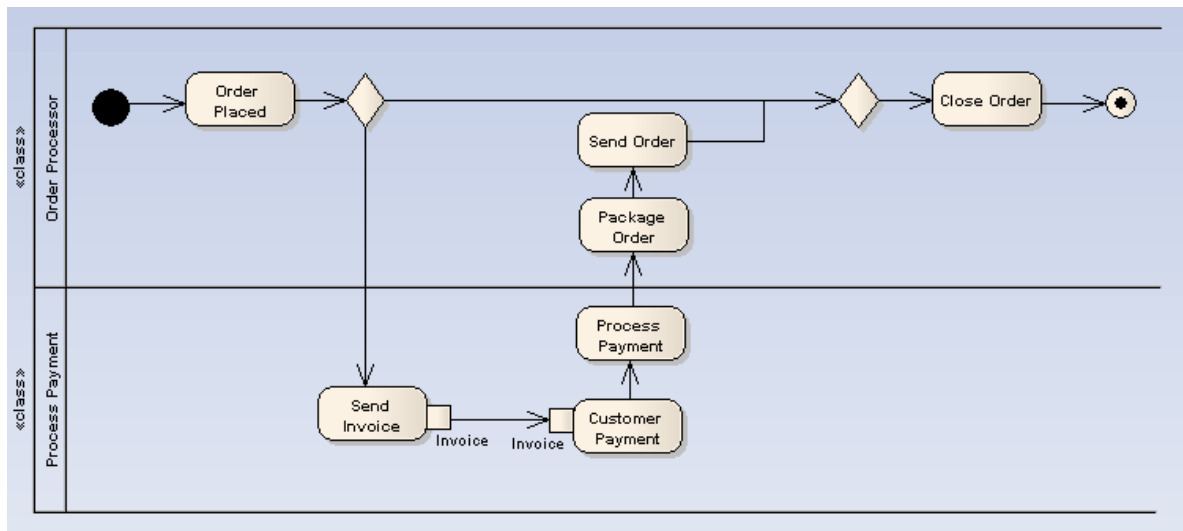 «class»
Order Processor
Order
Placed
Close Order
Send Order
Package
Order
«class»
Process Payment
Process
Payment
Send
Invoice
Invoice
Invoice
Customer
Payment